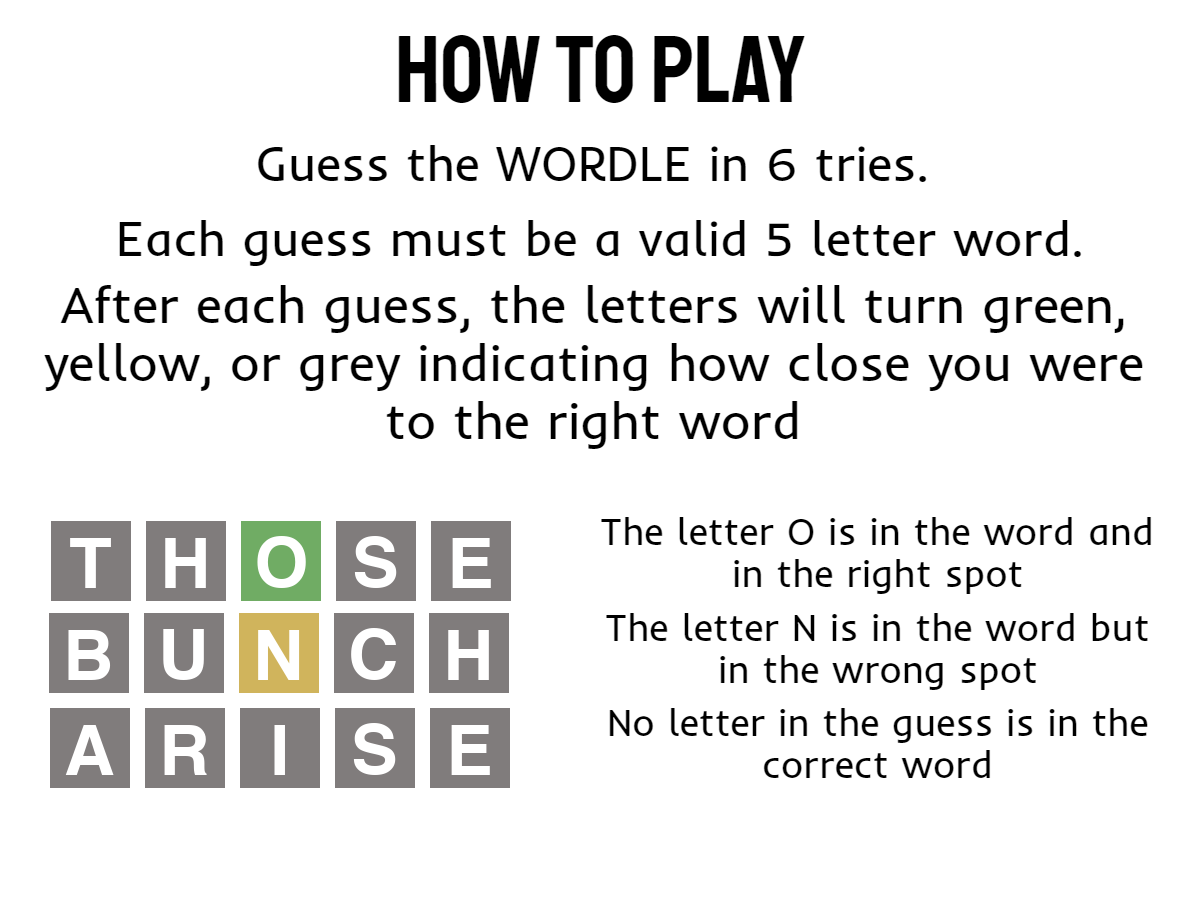 HOW TO PLAY
Guess the WORDLE in 6 tries.
Each guess must be a valid 5 letter word.
After each guess, the letters will turn green,
yellow, or grey indicating how close you were
to the right word
THOSE
The letter O is in the word and
in the right spot
BUNCH
The letter N is in the word but
in the wrong spot
ARISE
No letter in the guess is in the
correct word